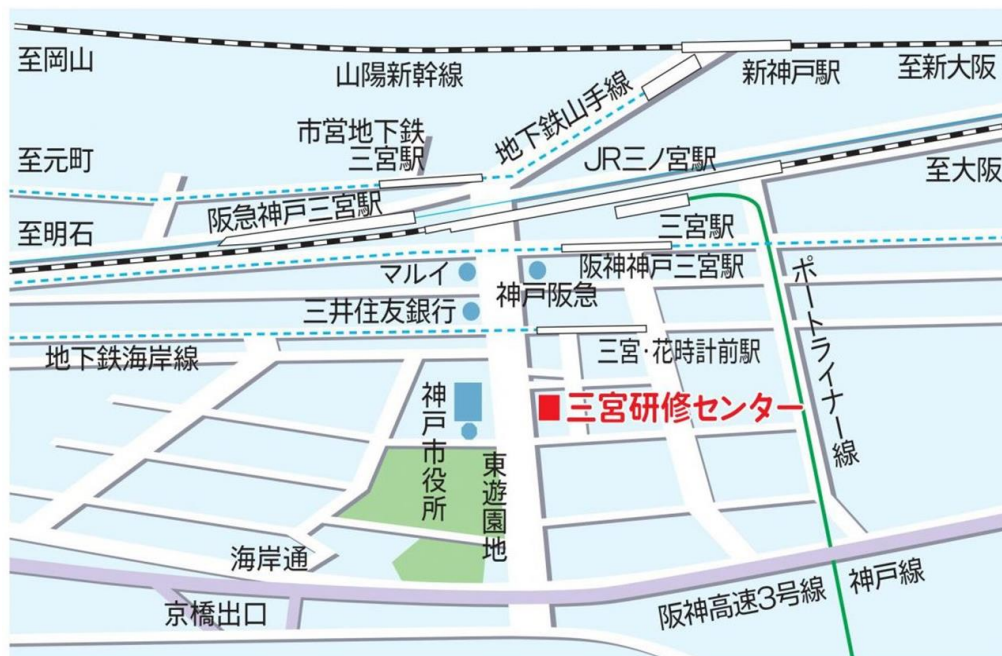 至岡山
山陽新幹線
新神戸駅
至新大阪
地下鉄山手線
市営地下鉄
三宮駅
JR三ノ宮駅
至元町
至大阪
阪急神戸三宮駅
至明石
三宮駅
阪神神戸三宮駅
マルイ
神戸阪急
ポートライナー線
三井住友銀行
地下鉄海岸線
三宮・花時計前駅
神戸市役所
■三宮研修センター
東遊園地
海岸通
京橋出口
阪神高速3号線
神戸線